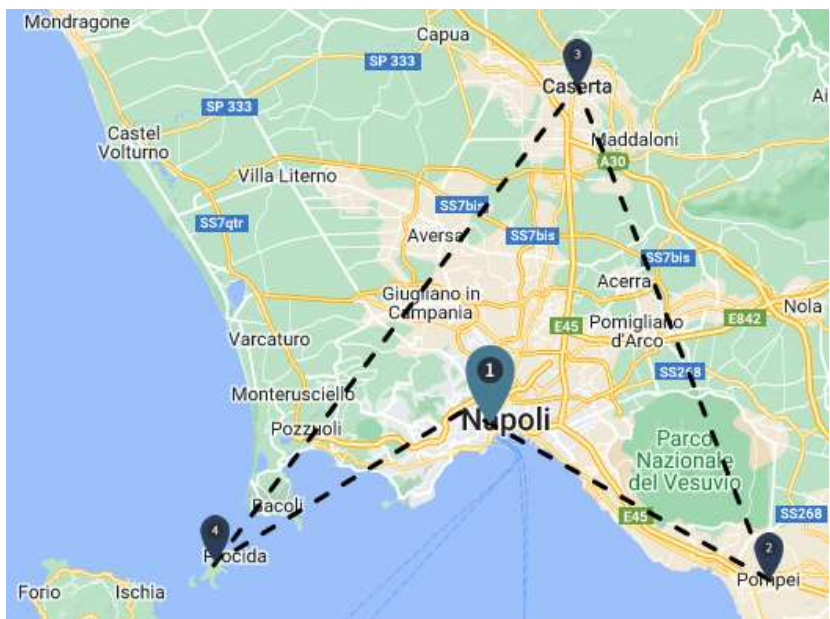 Mondragone
Capua
3
SP 333
Caserta
Ai
SP 333
Castel
Volturno
Maddaloni
A30
Villa Literno
SS7bis
SS7qtr
Aversa
SS7bis
SS7bis
Acerra
Giugliano in
Campania
Nola
E842
E45
Pomigliano
d'Arco
Varcaturo
1
SS268
Monterusciello
Napoli
Pozzuoli
Parco
Nazionale
del Vesuvio
Bacoli
SS268
E45
4
Procida
2
Pompei
Forio
Ischia